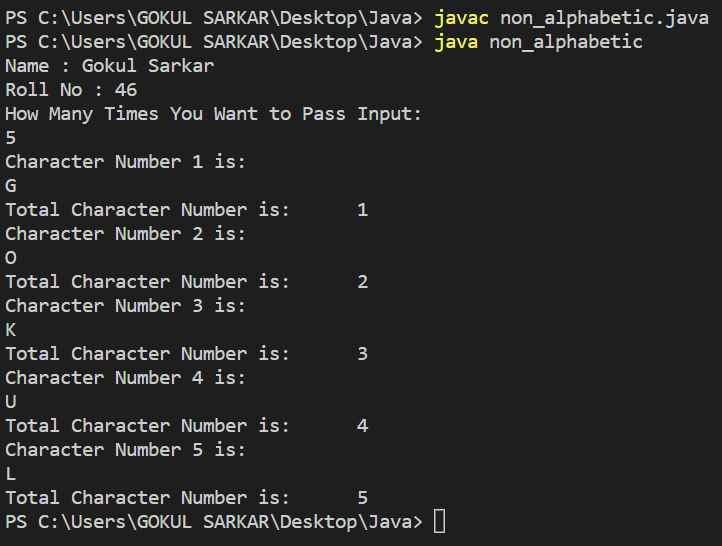 PS C:\Users\GOKUL SARKAR\Desktop\Java> javac non_alphabetic.java
PS C:\Users\GOKUL SARKAR\Desktop\Java> java non_alphabetic
Name : Gokul Sarkar
Roll No : 46
How Many Times You Want to Pass Input:
5
Character Number 1 is:
G
Total Character Number is:      1
Character Number 2 is:
O
Total Character Number is:      2
Character Number 3 is:
K
Total Character Number is:      3
Character Number 4 is:
U
Total Character Number is:      4
Character Number 5 is:
L
Total Character Number is:      5
PS C:\Users\GOKUL SARKAR\Desktop\Java>